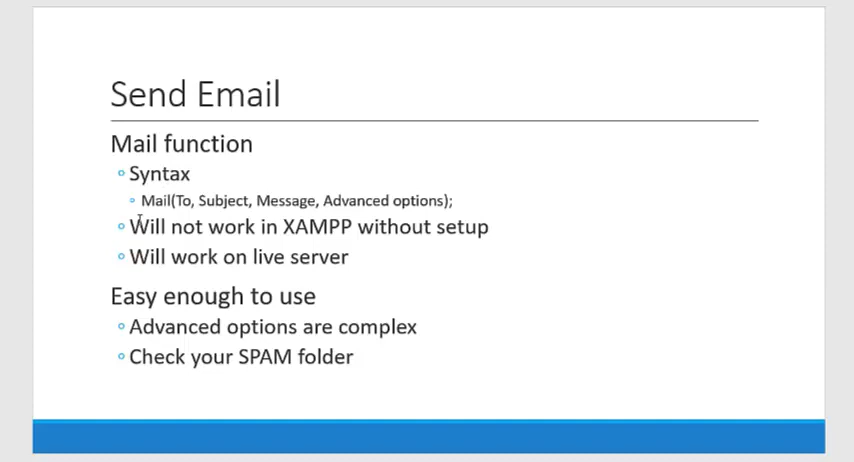 Send Email
Mail function
Syntax
Mail(To, Subject, Message, Advanced options);
Will not work in XAMPP without setup
Will work on live server
Easy enough to use
Advanced options are complex
Check your SPAM folder